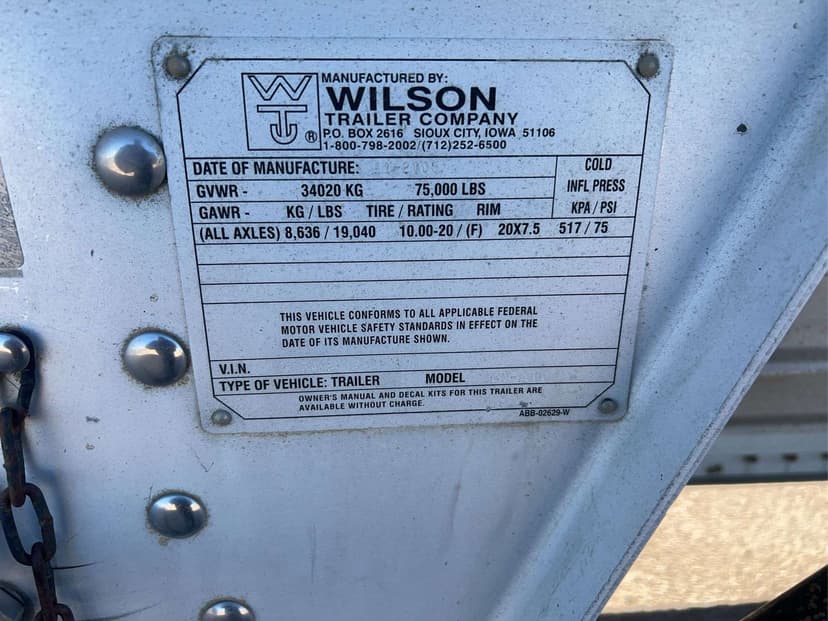 WT
®
MANUFACTURED BY:
WILSON
TRAILER COMPANY
P.O. BOX 2616 SIOUX CITY, IOWA 51106
1-800-798-2002 / (712)252-6500
DATE OF MANUFACTURE:
COLD
GVWR - 34020 KG 75,000 LBS
INFL PRESS
GAWR - KG / LBS TIRE / RATING RIM KPA / PSI
(ALL AXLES) 8,636 / 19,040 10.00-20 / (F) 20X7.5 517 / 75
THIS VEHICLE CONFORMS TO ALL APPLICABLE FEDERAL
MOTOR VEHICLE SAFETY STANDARDS IN EFFECT ON THE
DATE OF ITS MANUFACTURE SHOWN.
V.I.N.
TYPE OF VEHICLE: TRAILER MODEL
OWNER'S MANUAL AND DECAL KITS FOR THIS TRAILER ARE
AVAILABLE WITHOUT CHARGE.
ABB-02629-W